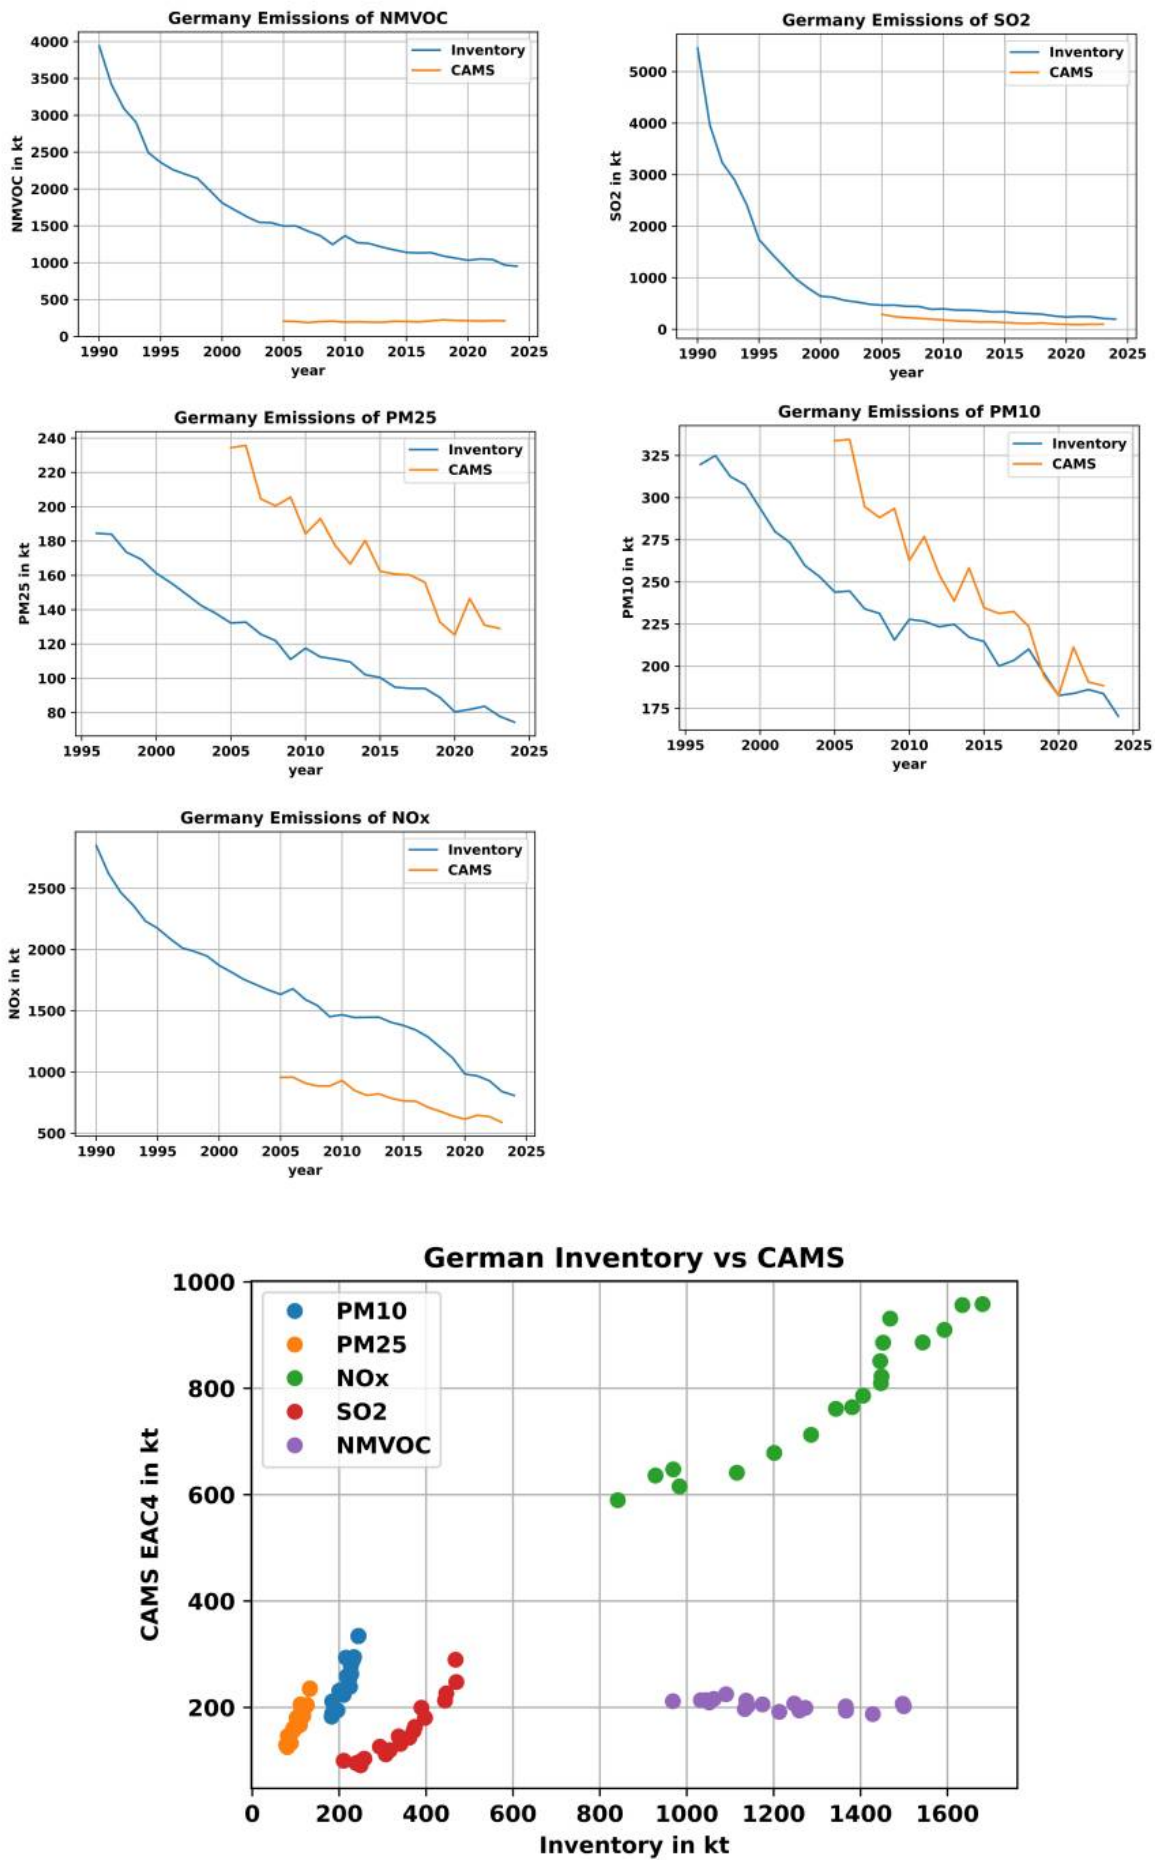 Germany Emissions of NMVOC
4000
3500
3000
2500
2000
1500
1000
500
0
NMVOC in kt
Inventory
CAMS
1990 1995 2000 2005 2010 2015 2020 2025
year
Germany Emissions of SO2
5000
4000
3000
2000
1000
0
SO2 in kt
Inventory
CAMS
1990 1995 2000 2005 2010 2015 2020 2025
year
Germany Emissions of PM25
240
220
200
180
160
140
120
100
80
PM25 in kt
Inventory
CAMS
1995 2000 2005 2010 2015 2020 2025
year
Germany Emissions of PM10
325
300
275
250
225
200
175
PM10 in kt
Inventory
CAMS
1995 2000 2005 2010 2015 2020 2025
year
Germany Emissions of NOx
2500
2000
1500
1000
500
NOx in kt
Inventory
CAMS
1990 1995 2000 2005 2010 2015 2020 2025
year
German Inventory vs CAMS
1000
800
600
400
200
CAMS EAC4 in kt
PM10
PM25
NOx
SO2
NMVOC
0 200 400 600 800 1000 1200 1400 1600
Inventory in kt